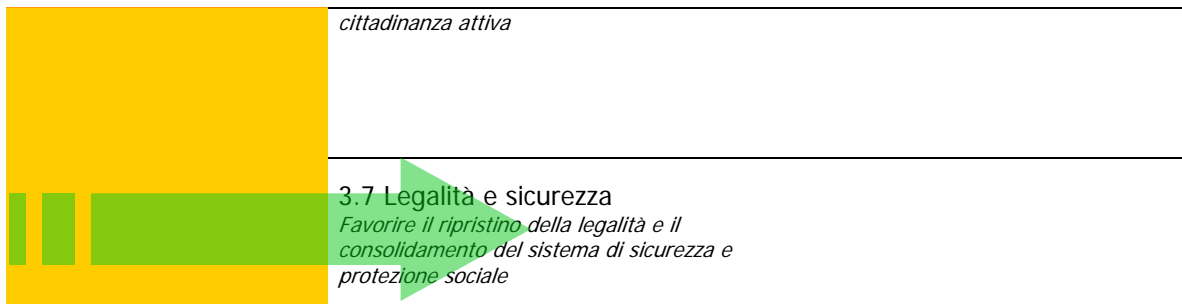 cittadinanza attiva
3.7 Legalità e sicurezza
Favorire il ripristino della legalità e il
consolidamento del sistema di sicurezza e
protezione sociale